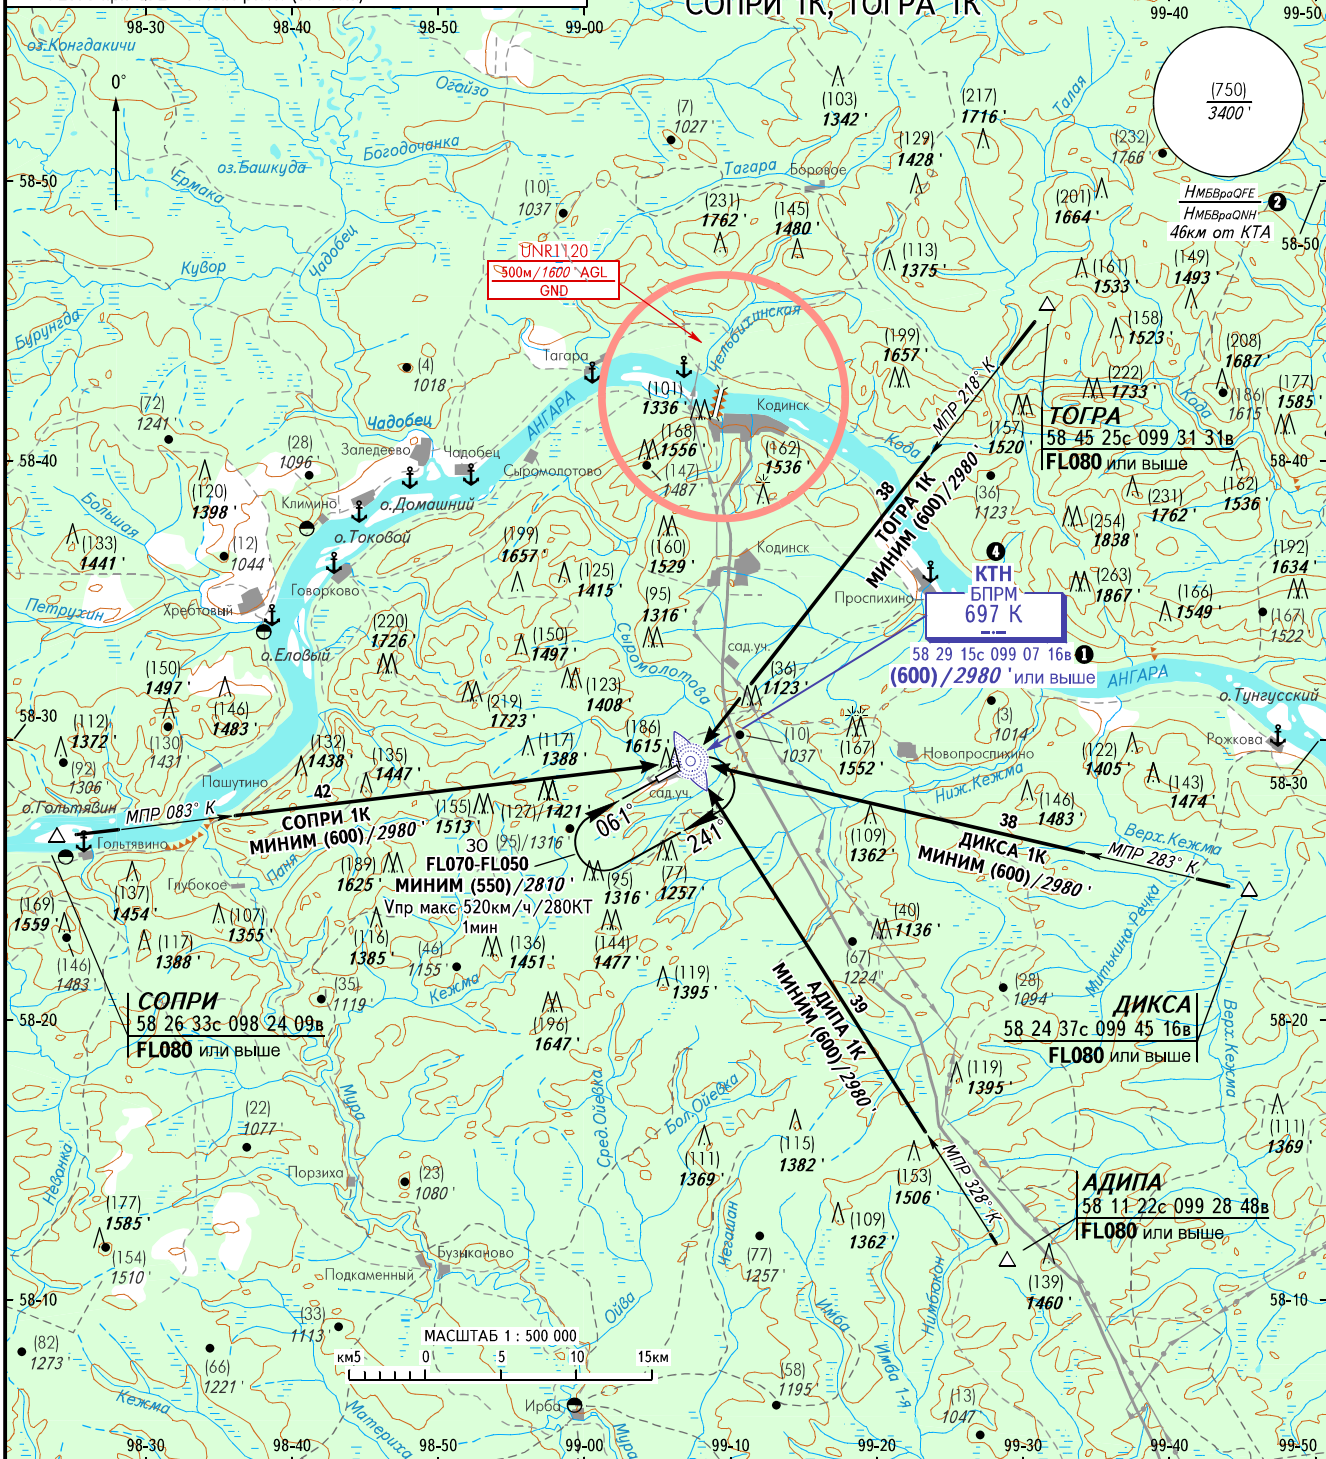 СОПРИ 1К, ТОГРА 1К
98-30
98-40
98-50
99-00
99-40
99-50
оз.Конгдакичи
0°
Огайзо
(7)
1027 '
(103)
1342 '
(217)
1716 '
Талая
(750)
3400 '
(129)
1428 '
(232)
1766 '
Богодочанка
оз.Башкуда
Ермака
58-50
Тагара
Боровое
(10)
1037 '
(231)
1762 '
(145)
1480 '
(201)
1664 '
НмБВраQFE
НмБВраQNH
2
46км от КТА
58-50
Чадобец
Кувор
UNR1120
500м/1600 ' AGL
GND
(113)
1375 '
(161)
1533 '
(149)
1493 '
Бурунгда
Чельбихинская
(158)
1523 '
(199)
1657 '
(208)
1687 '
Тагара
(4)
1018 '
МПР 218° К
(222)
1733 '
(186)
1615 '
(177)
1585 '
Када
(101)
1336 '
Кодинск
(72)
1241 '
Чадобец
АНГАРА
Кода
(157)
1520 '
ТОГРА
58 45 25с 099 31 31в
FL080 или выше
(28)
1096 '
Заледеево
Чадобец
Сыромолотово
(168)
1556 '
(162)
1536 '
(147)
1487 '
58-40
58-40
(120)
1398 '
Климино
о.Домашний
о.Токовой
38
ТОГРА 1К
МИНИМ (600)/2980 '
(36)
1123 '
(231)
1762 '
(162)
1536 '
Большая
(133)
1441 '
(12)
1044 '
(199)
1657 '
(160)
1529 '
Кодинск
(254)
1838 '
(192)
1634 '
4
КТН
БПРМ
697 К
58 29 15с 099 07 16в
1
(600)/2980 ' или выше
Говорково
Хребтовый
Петрухин
(125)
1415 '
(95)
1316 '
Проспихино
(263)
1867 '
(166)
1549 '
(167)
1522 '
(220)
1726 '
(150)
1497 '
Сыромолотова
сад.уч.
о.Еловый
(150)
1497 '
(146)
1483 '
(123)
1408 '
(36)
1123 '
АНГАРА
о.Тунгусский
58-30
(219)
1723 '
(3)
1014 '
(112)
1372 '
(130)
1431 '
(132)
1438 '
(117)
1388 '
(186)
1615 '
(10)
1037 '
(167)
1552 '
Новопроспихино
(122)
1405 '
Рожкова
(92)
1306 '
Пашутино
(135)
1447 '
Ниж.Кежма
(143)
1474 '
58-30
о.Гольтявин
МПР 083° К
42
СОПРИ 1К
МИНИМ (600)/2980 '
(155)
1513 '
(127)/1421 '
сад.уч.
061°
241°
(146)
1483 '
38
ДИКСА 1К
МИНИМ (600)/2980 '
МПР 283° К
Верх.Кежма
Гольтявино
(95)/1316 '
(109)
1362 '
ЗО
FL070-FL050
МИНИМ (550)/2810 '
Vпр макс 520км/ч/280КТ
1мин
Паня
(189)
1625 '
(95)
1316 '
(77)
1257 '
Глубокое
(137)
1454 '
(169)
1559 '
(107)
1355 '
(117)
1388 '
(116)
1385 '
(46)
1155 '
(136)
1451 '
(144)
1477 '
(40)
1136 '
(67)
1224 '
Митькина Речка
(146)
1483 '
Кежма
(119)
1395 '
(28)
1094 '
СОПРИ
58 26 33с 098 24 09в
FL080 или выше
(35)
1119 '
(196)
1647 '
39
АДИПА 1К
МИНИМ (600)/2980 '
ДИКСА
58 24 37с 099 45 16в
FL080 или выше
58-20
58-20
Верх.Кежма
(119)
1395 '
Мура
Сред.Ойевка
Бол.Ойевка
(22)
1077 '
(115)
1382 '
(111)
1369 '
(111)
1369 '
МПР 328° К
(153)
1506 '
Неванка
Порзиха
(23)
1080 '
АДИПА
58 11 22с 099 28 48в
FL080 или выше
(177)
1585 '
(154)
1510 '
Чегашан
(109)
1362 '
(77)
1257 '
Бузыканово
Подкаменный
(139)
1460 '
58-10
58-10
Ойва
Имба
Нимбюкон
(33)
1113 '
МАСШТАБ 1 : 500 000
км5
0
5
10
15км
(82)
1273 '
(66)
1221 '
Имба 1-я
(58)
1195 '
Кежма
Материха
Ирба
Мура
(13)
1047 '
98-30
98-40
98-50
99-00
99-10
99-20
99-30
99-40
99-50